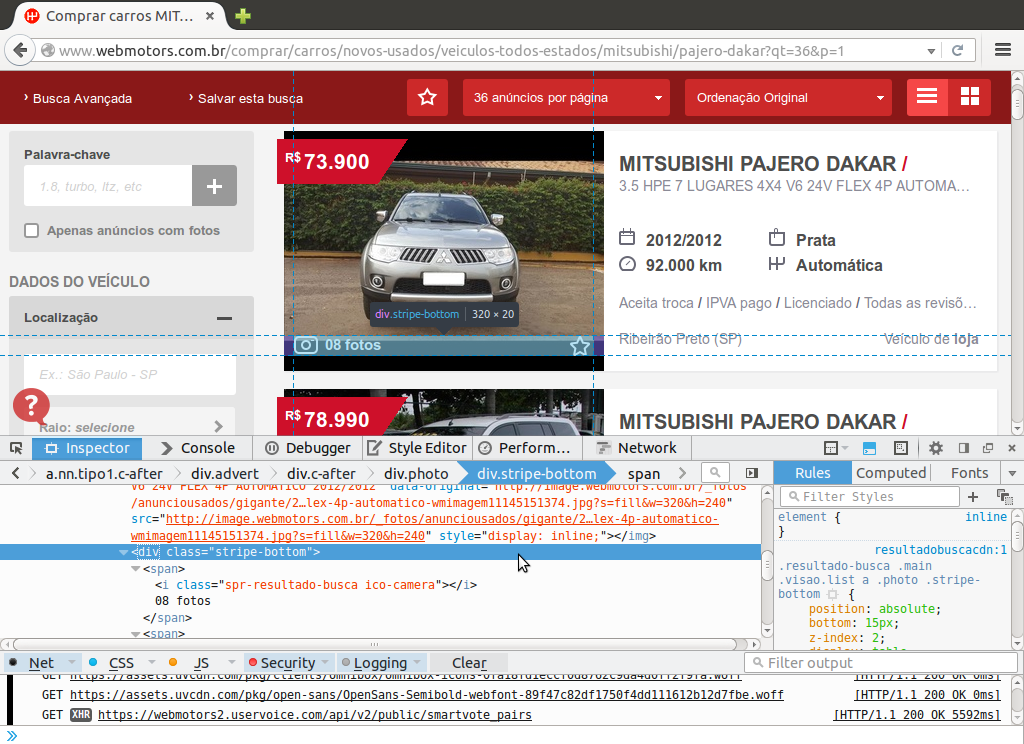 Comprar carros MIT...
www.webmotors.com.br/comprar/carros/novos-usados/veiculos-todos-estados/mitsubishi/pajero-dakar?qt=36&p=1
› Busca Avançada
› Salvar esta busca
36 anúncios por página
Ordenação Original
Palavra-chave
1.8, turbo, ltz, etc
+
Apenas anúncios com fotos
DADOS DO VEÍCULO
Localização
Ex.: São Paulo - SP
?
Raio: selecione
R$ 73.900
MITSUBISHI PAJERO DAKAR /
3.5 HPE 7 LUGARES 4X4 V6 24V FLEX 4P AUTOMA...
2012/2012
Prata
92.000 km
Automática
Aceita troca / IPVA pago / Licenciado / Todas as revisõ...
div.stripe-bottom | 320 × 20
08 fotos
Ribeirão Preto (SP)
Veículo de loja
R$ 78.990
MITSUBISHI PAJERO DAKAR /
Inspector
Console
Debugger
Style Editor
Perform...
Network
a.nn.tipo1.c-after
div.advert
div.c-after
div.photo
div.stripe-bottom
span
Rules
Computed
Fonts
V6 24V FLEX 4P AUTOMATICO 2012/2012" data-original="http://image.webmotors.com.br/_fotos
/anunciousados/gigante/2…lex-4p-automatico-wmimagem11145151374.jpg?s=fill&w=320&h=240"
src="http://image.webmotors.com.br/_fotos/anunciousados/gigante/2…lex-4p-automatico-
wmimagem11145151374.jpg?s=fill&w=320&h=240" style="display: inline;"></img>
<div class="stripe-bottom">
<span>
<i class="spr-resultado-busca ico-camera"></i>
08 fotos
</span>
<span>
Filter Styles
element {
inline
}
resultadobuscacdn:1
.resultado-busca .main
.visao.list a .photo .stripe-
bottom {
position: absolute;
bottom: 15px;
z-index: 2;
display: table
Net
CSS
JS
Security
Logging
Clear
Filter output
GET https://assets.uvcdn.com/pkg/clients/omnibox/omnibox-icons-
[HTTP/1.1 200 OK 0ms]
GET https://assets.uvcdn.com/pkg/open-sans/OpenSans-Semibold-webfont-89f47c82df1750f4dd111612b12d7fbe.woff
[HTTP/1.1 200 OK 0ms]
GET XHR https://webmotors2.uservoice.com/api/v2/public/smartvote_pairs
[HTTP/1.1 200 OK 5592ms]